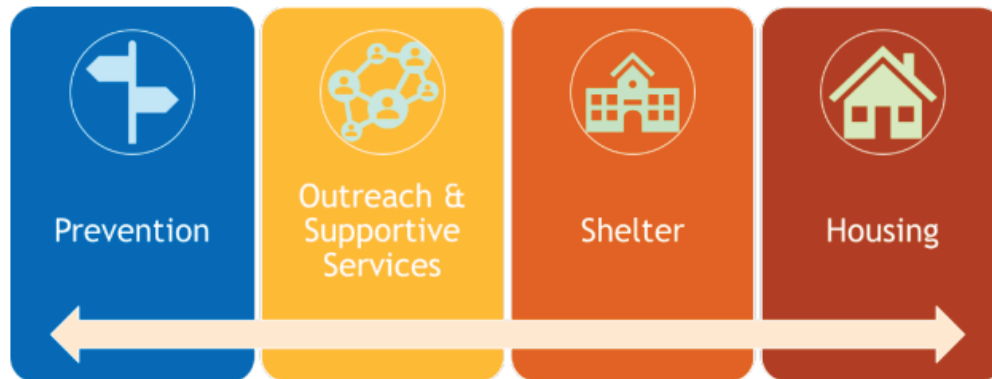 Prevention
Outreach &
Supportive
Services
Shelter
Housing